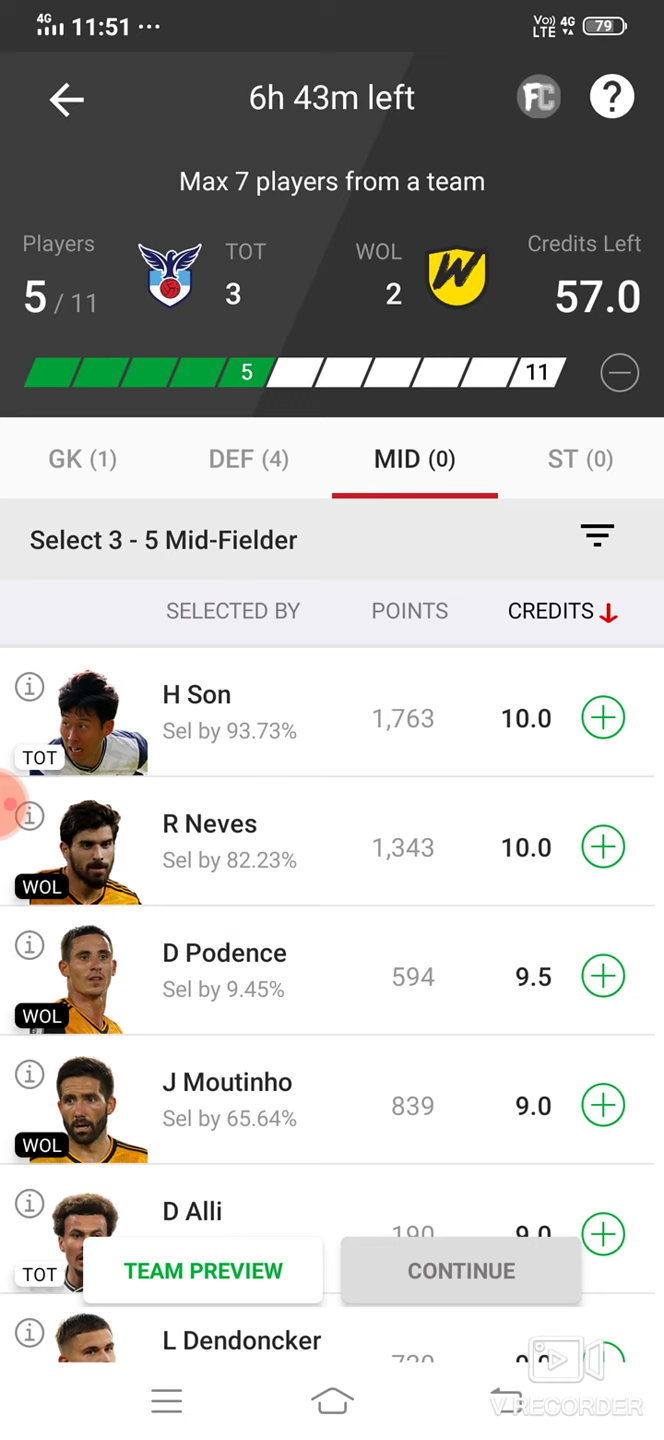 4G 11:51 ... Vo)) LTE 4G 79
6h 43m left FC ?
Max 7 players from a team
Players TOT WOL W Credits Left
5 / 11 3 2 57.0
5 11
GK (1) DEF (4) MID (0) ST (0)
Select 3 - 5 Mid-Fielder
SELECTED BY POINTS CREDITS
H Son
Sel by 93.73% 1,763 10.0
TOT
R Neves
Sel by 82.23% 1,343 10.0
WOL
D Podence
Sel by 9.45% 594 9.5
WOL
J Moutinho
Sel by 65.64% 839 9.0
WOL
D Alli
190 9.0
TOT TEAM PREVIEW CONTINUE
L Dendoncker
V RECORDER